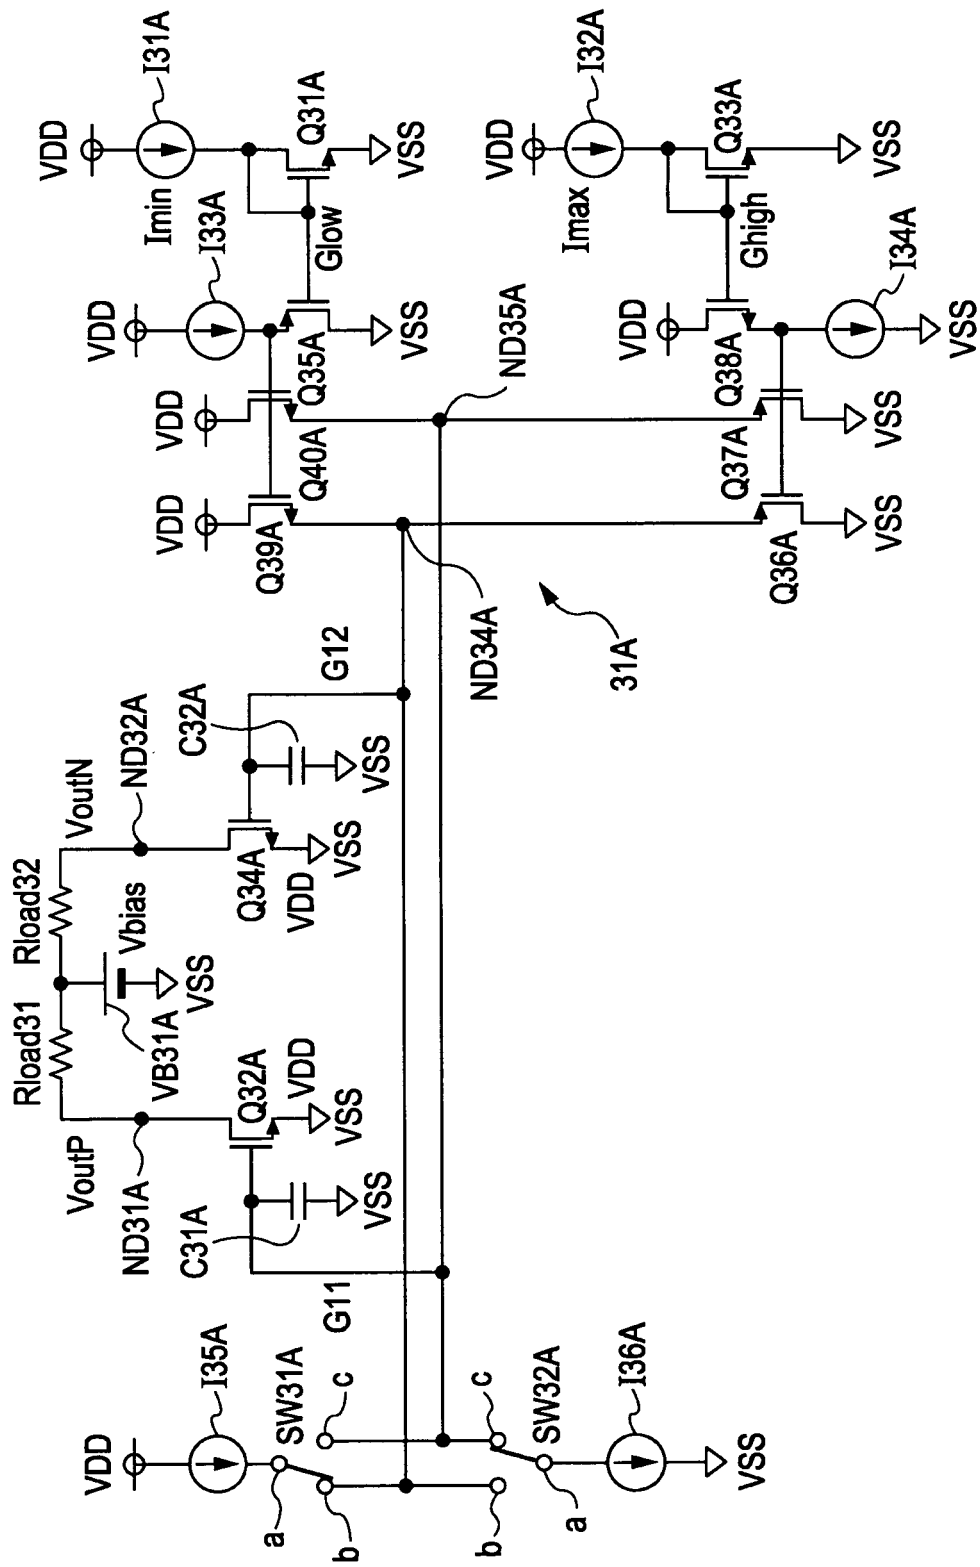 VDD
I35A
SW31A
a
b
c
c
b
a
SW32A
I36A
VSS
G11
VoutP
ND31A
C31A
VSS
Q32A
VDD
VSS
Rload31
Rload32
VB31A
Vbias
VSS
VoutN
ND32A
Q34A
VDD
VSS
C32A
VSS
G12
31A
ND34A
ND35A
VDD
Q39A
VDD
Q40A
VDD
I33A
Q35A
VSS
Glow
VDD
Imin
I31A
Q31A
VSS
Q36A
VSS
Q37A
VSS
VDD
Q38A
I34A
VSS
Ghigh
VDD
Imax
I32A
Q33A
VSS